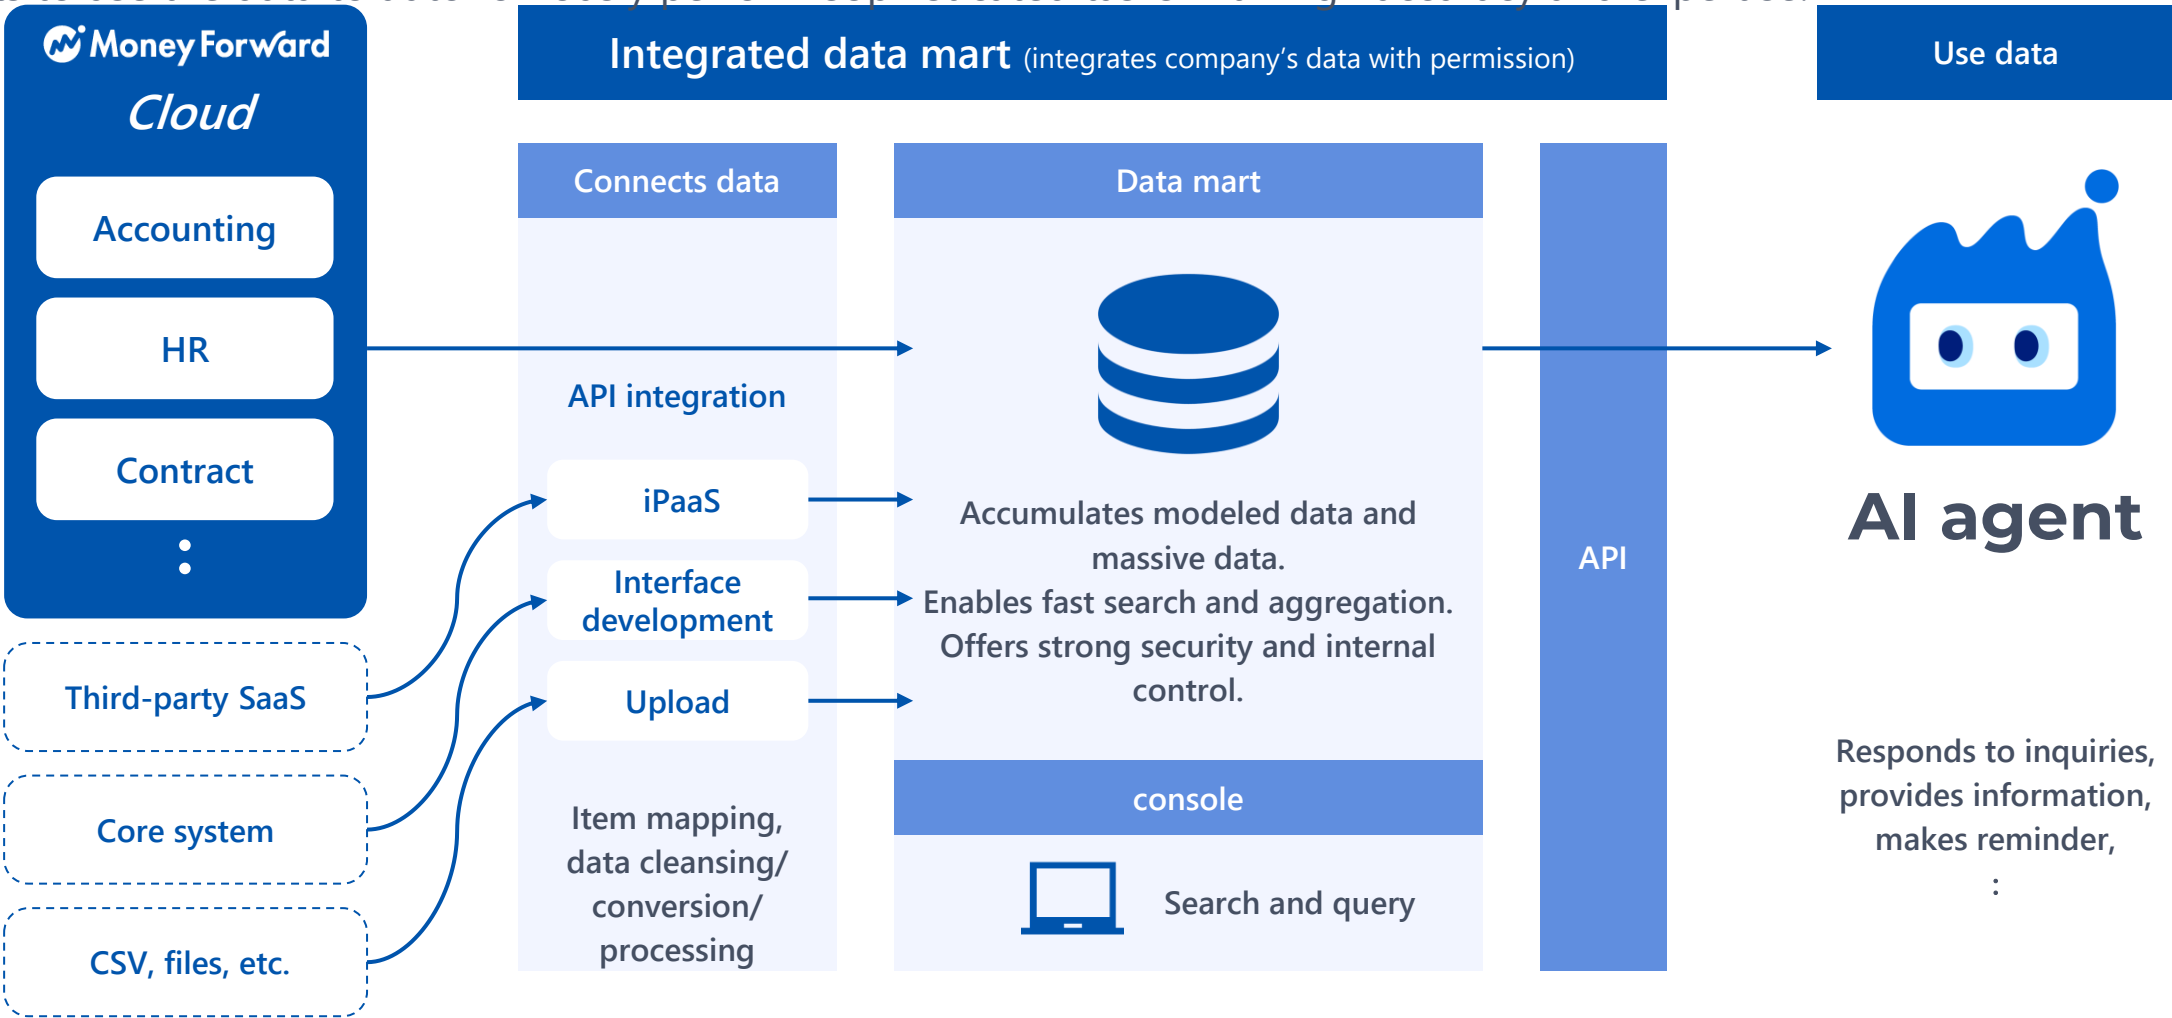 Money Forward
Cloud
Accounting
HR
Contract
:
Third-party SaaS
Core system
CSV, files, etc.
Integrated data mart (integrates company's data with permission)
Connects data
API integration
iPaaS
Interface
development
Upload
Item mapping,
data cleansing/
conversion/
processing
Data mart
Accumulates modeled data and
massive data.
Enables fast search and aggregation.
Offers strong security and internal
control.
console
Search and query
API
Use data
AI agent
Responds to inquiries,
provides information,
makes reminder,
: